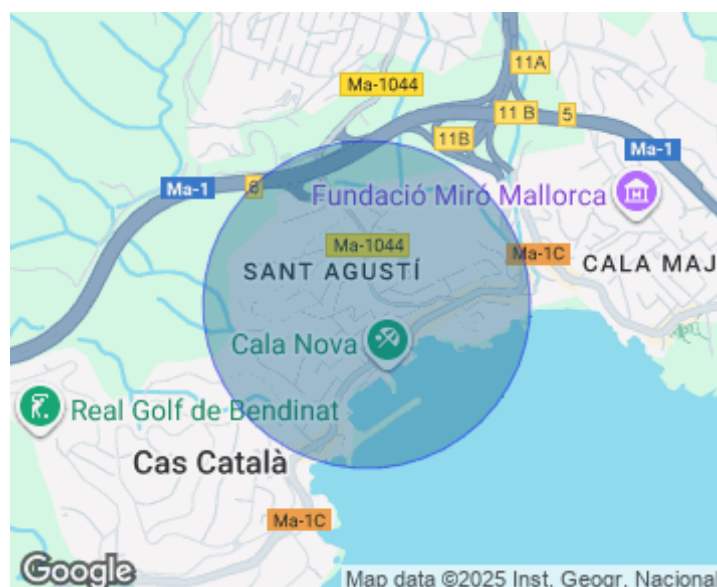 11A
Ma-1044
11 B
5
11B
Ma-1
Ma-1
6
Fundació Miró Mallorca
Ma-1044
Ma-1C
SANT AGUSTÍ
CALA MAJ
Cala Nova
Real Golf de Bendinat
Cas Català
Ma-1C
Google
Map data ©2025 Inst. Geogr. Nacional